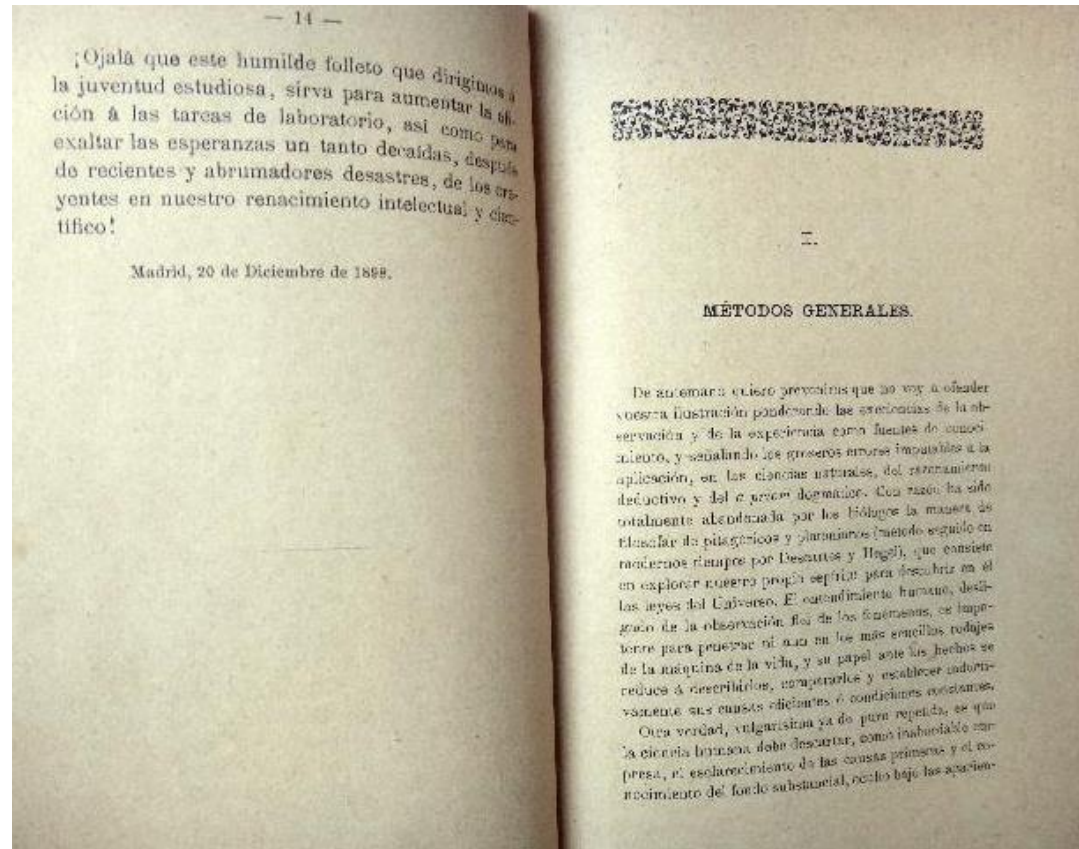 — 14 —
¡Ojalá que este humilde folleto que dirigimos á
la juventud estudiosa, sirva para aumentar la afi-
ción á las tareas de laboratorio, así como para
exaltar las esperanzas un tanto decaídas, después
de recientes y abrumadores desastres, de los cre-
yentes en nuestro renacimiento intelectual y cien-
tífico!
Madrid, 20 de Diciembre de 1898.
I.
MÉTODOS GENERALES.
De antemano quiero preveniros que no voy á ofender
vuestra ilustración ponderando las excelencias de la ob-
servación y de la experiencia como fuentes de conoci-
miento, y señalando los groseros errores imputables á la
aplicación, en las ciencias naturales, del razonamiento
deductivo y del á priori dogmático. Con razón ha sido
totalmente abandonada por los biólogos la manera de
filosofar de pitagóricos y platonianos (método seguido en
modernos tiempos por Descartes y Hegel), que consiste
en explorar nuestro propio espíritu para descubrir en él
las leyes del Universo. El entendimiento humano, desli-
gado de la observación fiel de los fenómenos, es impo-
tente para penetrar ni aun en los más sencillos rodajes
de la máquina de la vida, y su papel ante los hechos se
reduce á describirlos, compararlos y establecer
vamente sus causas eficientes ó condiciones constantes.
Otra verdad, vulgarísima ya de puro repetida, es que
la ciencia humana debe descartar, como inabordable em-
presa, el esclarecimiento de las causas primeras y el co-
nocimiento del fondo substancial, oculto bajo las aparien-